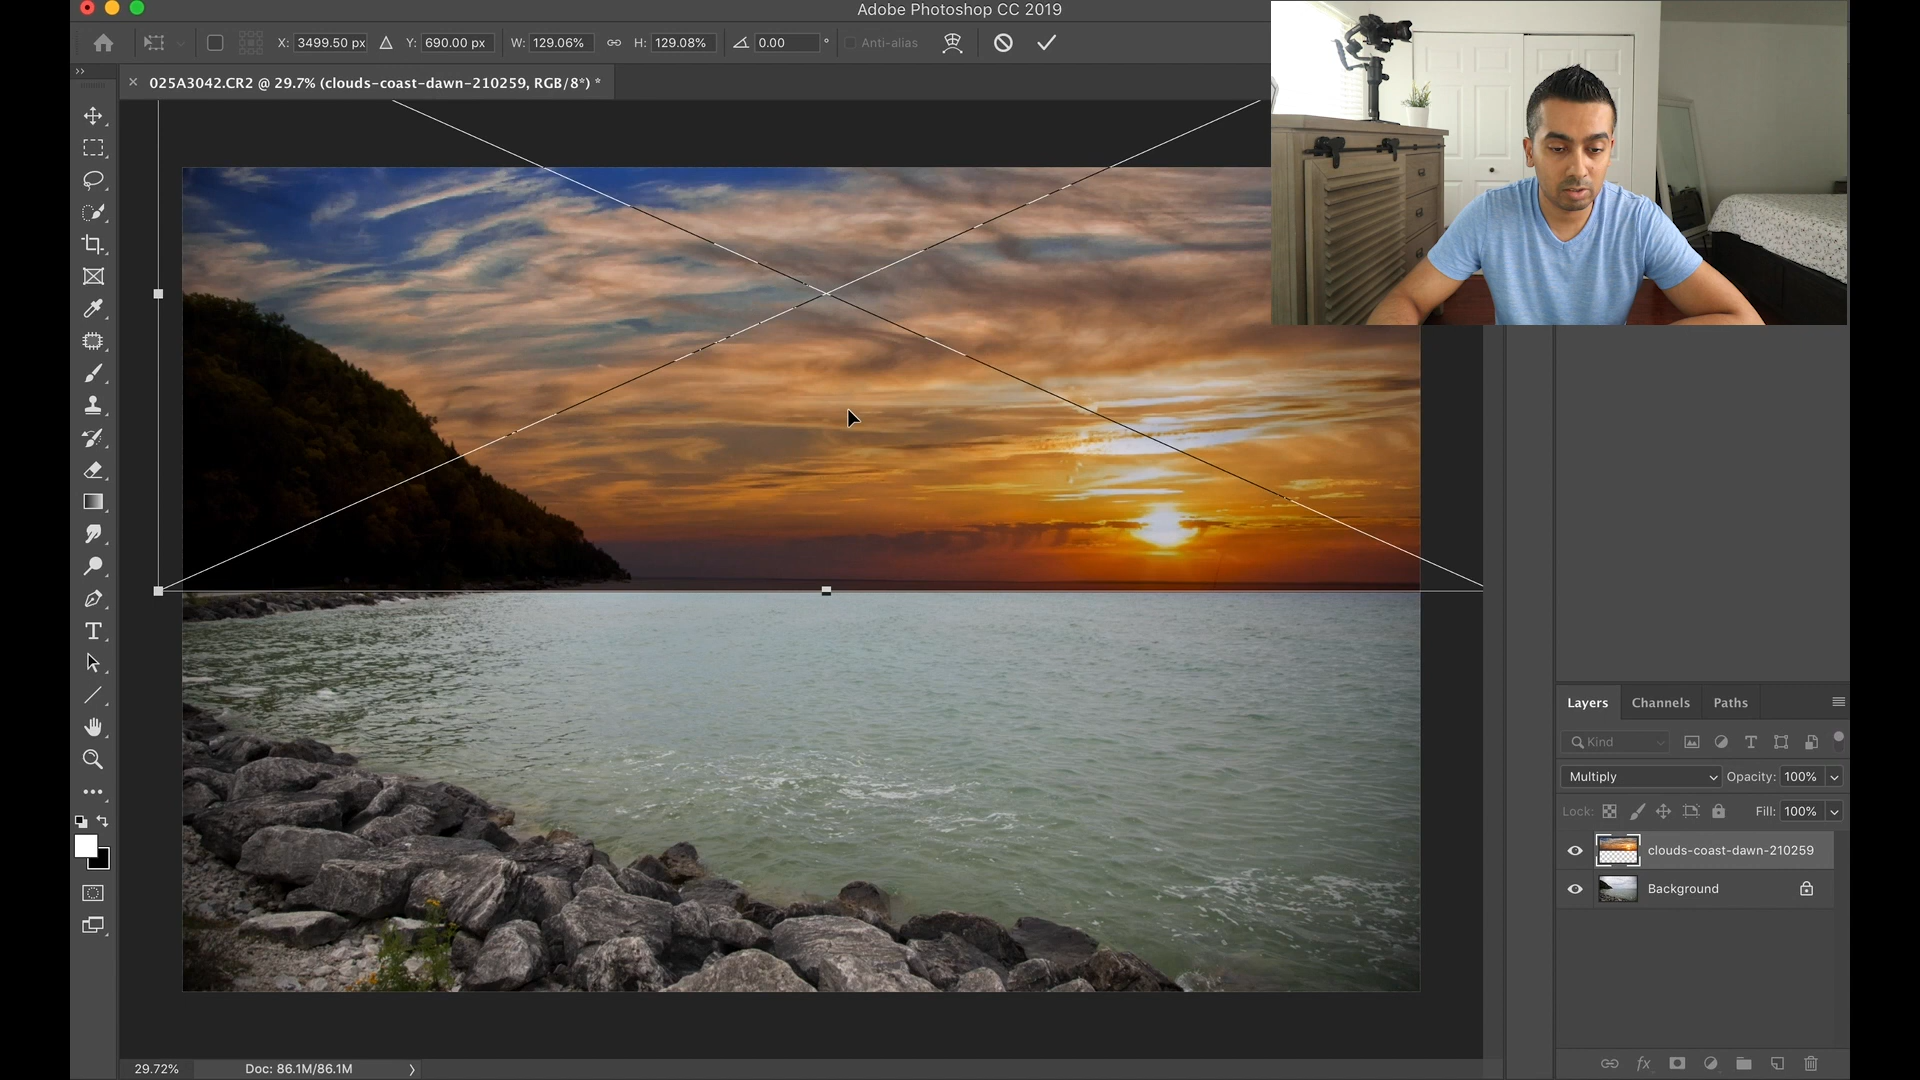 Adobe Photoshop CC 2019
X: 3499.50 px Y: 690.00 px W: 129.06% H: 129.08% 0.00 ° Anti-alias
025A3042.CR2 @ 29.7% (clouds-coast-dawn-210259, RGB/8*) *
Layers Channels Paths
Kind
Multiply Opacity: 100%
Lock: Fill: 100%
clouds-coast-dawn-210259
Background
fx
29.72% Doc: 86.1M/86.1M